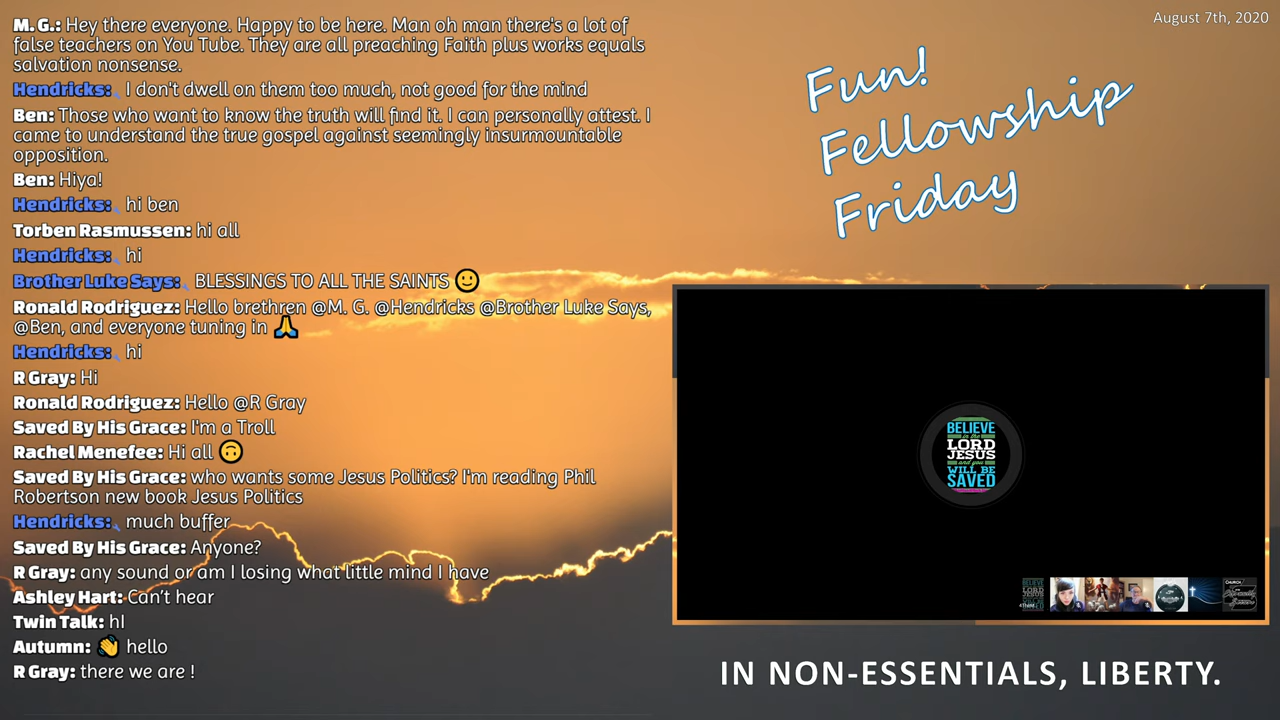 M. G.: Hey there everyone. Happy to be here. Man oh man there's a lot of
false teachers on You Tube. They are all preaching Faith plus works equals
salvation nonsense.
Hendricks: I don't dwell on them too much, not good for the mind
Ben: Those who want to know the truth will find it. I can personally attest. I
came to understand the true gospel against seemingly insurmountable
opposition.
Ben: Hiya!
Hendricks: hi ben
Torben Rasmussen: hi all
Hendricks: hi
Brother Luke Says: BLESSINGS TO ALL THE SAINTS 🙂
Ronald Rodriguez: Hello brethren @M. G. @Hendricks @Brother Luke Says,
@Ben, and everyone tuning in 🙏
Hendricks: hi
R Gray: Hi
Ronald Rodriguez: Hello @R Gray
Saved By His Grace: I'm a Troll
Rachel Menefee: Hi all 🙃
Saved By His Grace: who wants some Jesus Politics? I'm reading Phil
Robertson new book Jesus Politics
Hendricks: much buffer
Saved By His Grace: Anyone?
R Gray: any sound or am I losing what little mind I have
Ashley Hart: Can't hear
Twin Talk: hI
Autumn: 👋 hello
R Gray: there we are !
August 7th, 2020
Fun!
Fellowship
Friday
BELIEVE
in the
LORD
JESUS
and you
WILL BE
SAVED
IN NON-ESSENTIALS, LIBERTY.